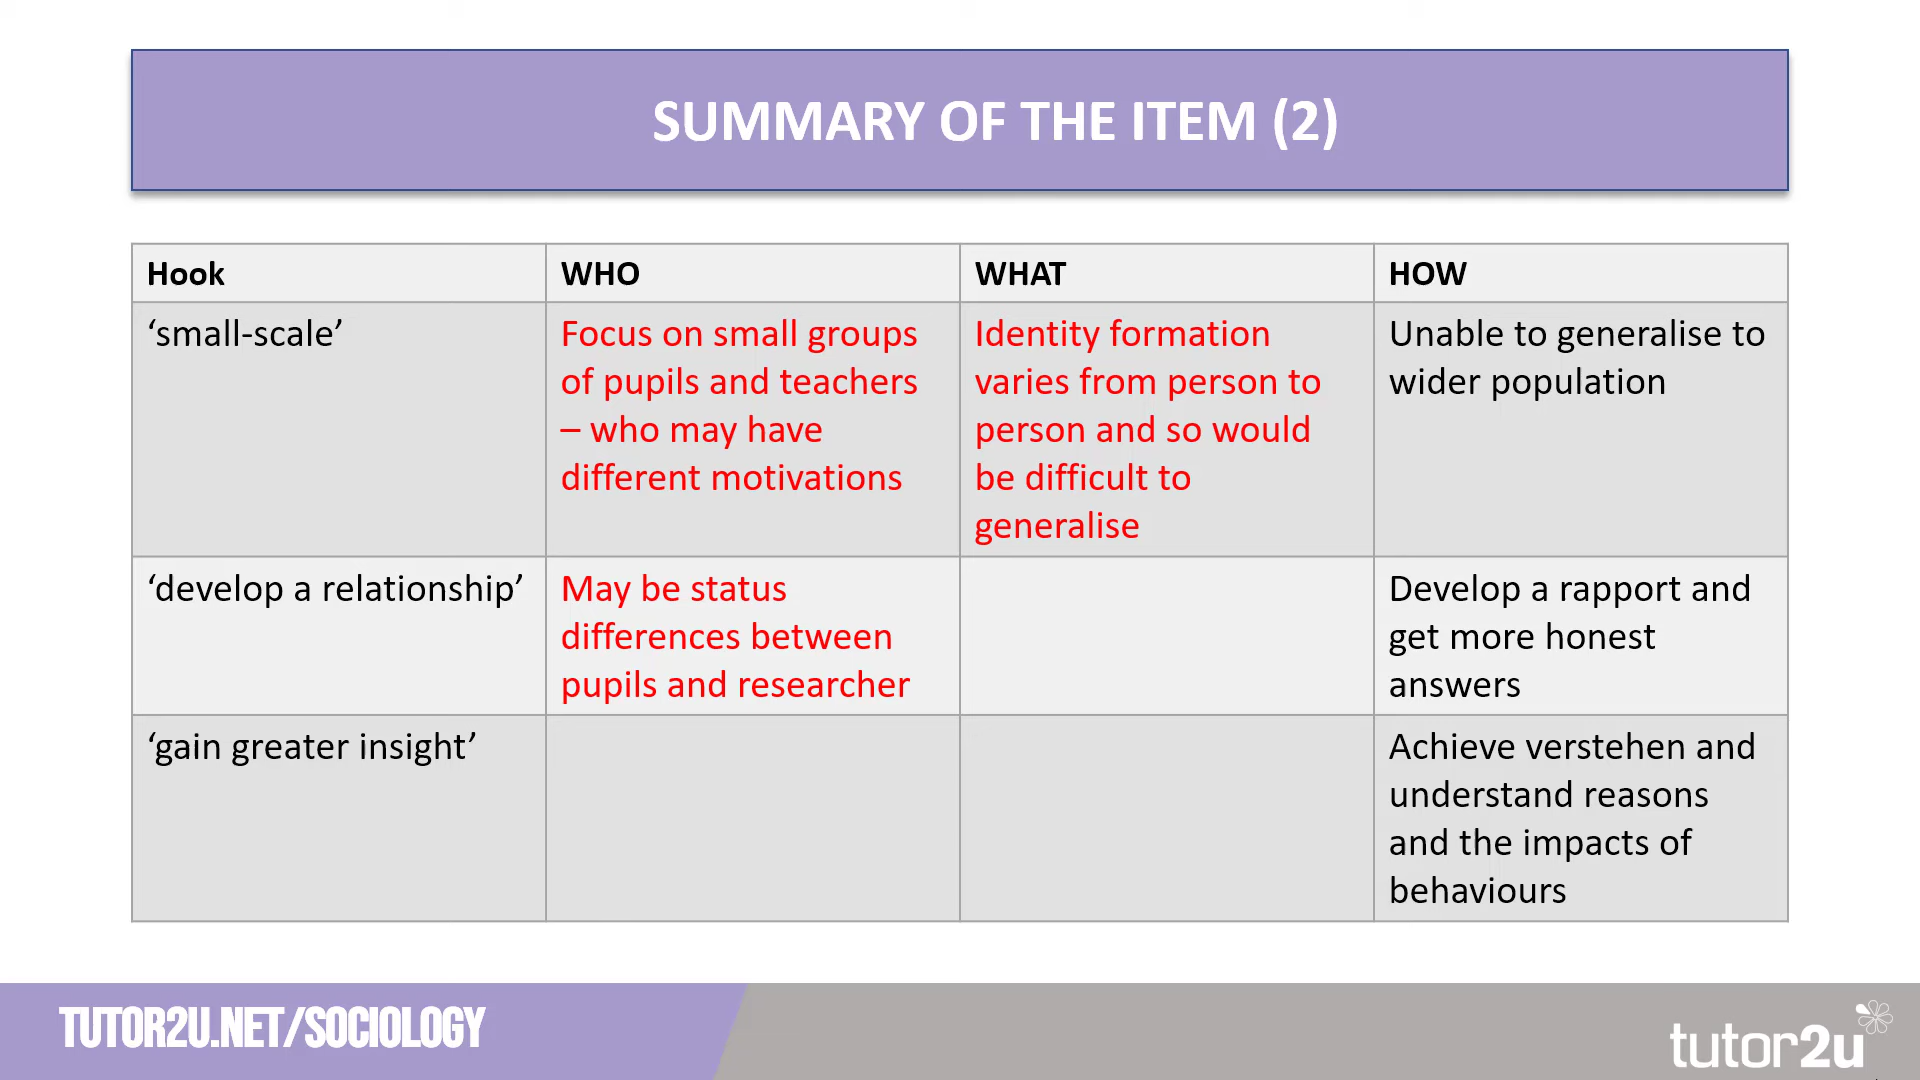 SUMMARY OF THE ITEM (2)
Hook
WHO
WHAT
HOW
‘small-scale’
Focus on small groups
of pupils and teachers
– who may have
different motivations
Identity formation
varies from person to
person and so would
be difficult to
generalise
Unable to generalise to
wider population
‘develop a relationship’
May be status
differences between
pupils and researcher
Develop a rapport and
get more honest
answers
‘gain greater insight’
Achieve verstehen and
understand reasons
and the impacts of
behaviours
TUTOR2U.NET/SOCIOLOGY
tutor2u